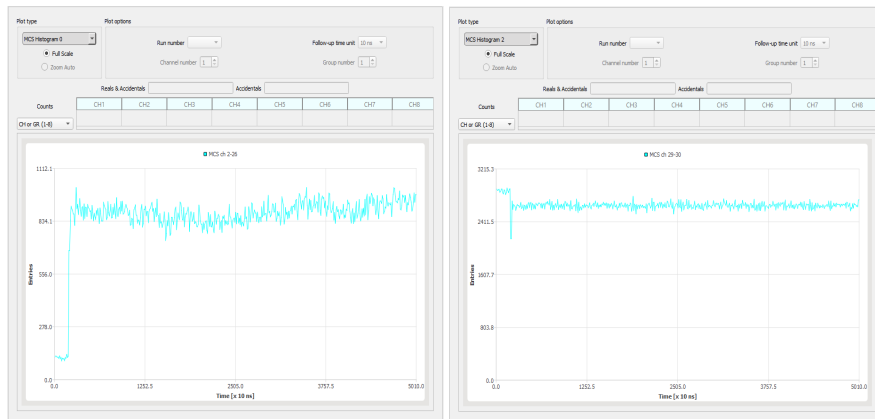 Plot type
Plot options
MCS Histogram 0
Full Scale
Zoom Auto
Run number
Follow-up time unit 10 ns
Channel number 1
Group number 1
Reals & Accidentals
Accidentals
Counts
CH1 CH2 CH3 CH4 CH5 CH6 CH7 CH8
CH or GR (1-8)
MCS ch 2-26
1112.1
834.1
556.0
278.0
0.0
Entries
0.0 1252.5 2505.0 3757.5 5010.0
Time [x 10 ns]
Plot type
Plot options
MCS Histogram 2
Full Scale
Zoom Auto
Run number
Follow-up time unit 10 ns
Channel number 1
Group number 1
Reals & Accidentals
Accidentals
Counts
CH1 CH2 CH3 CH4 CH5 CH6 CH7 CH8
CH or GR (1-8)
MCS ch 29-30
3215.3
2411.5
1607.7
803.8
0.0
Entries
0.0 1252.5 2505.0 3757.5 5010.0
Time [x 10 ns]